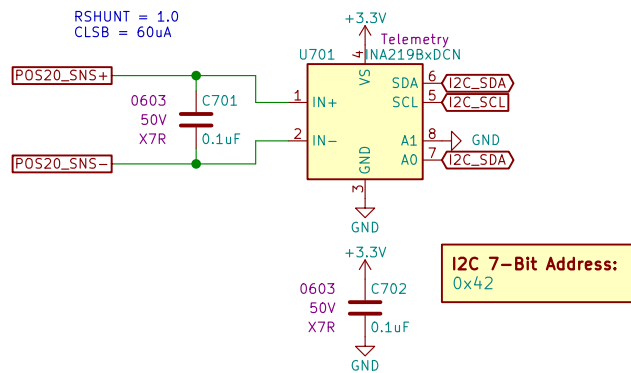 RSHUNT = 1.0
CLSB = 60uA
+3.3V
Telemetry
U701
INA219BxDCN
POS20_SNS+
POS20_SNS-
0603
C701
50V
X7R
0.1uF
1
IN+
2
IN-
4
VS
GND
3
SDA
6
I2C_SDA
SCL
5
I2C_SCL
A1
8
GND
A0
7
I2C_SDA
GND
+3.3V
0603
C702
50V
X7R
0.1uF
GND
I2C 7-Bit Address:
0x42